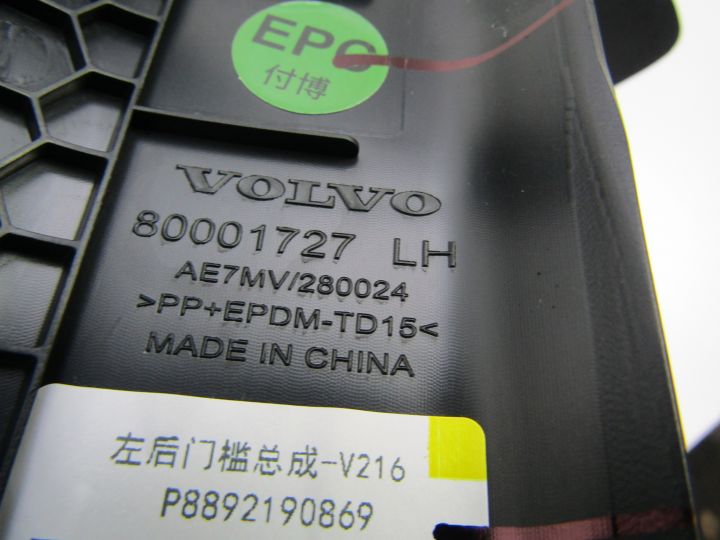 EPC
付博
VOLVO
80001727 LH
AE7MV/280024
>PP+EPDM-TD15<
MADE IN CHINA
左后门槛总成-V216
P8892190869